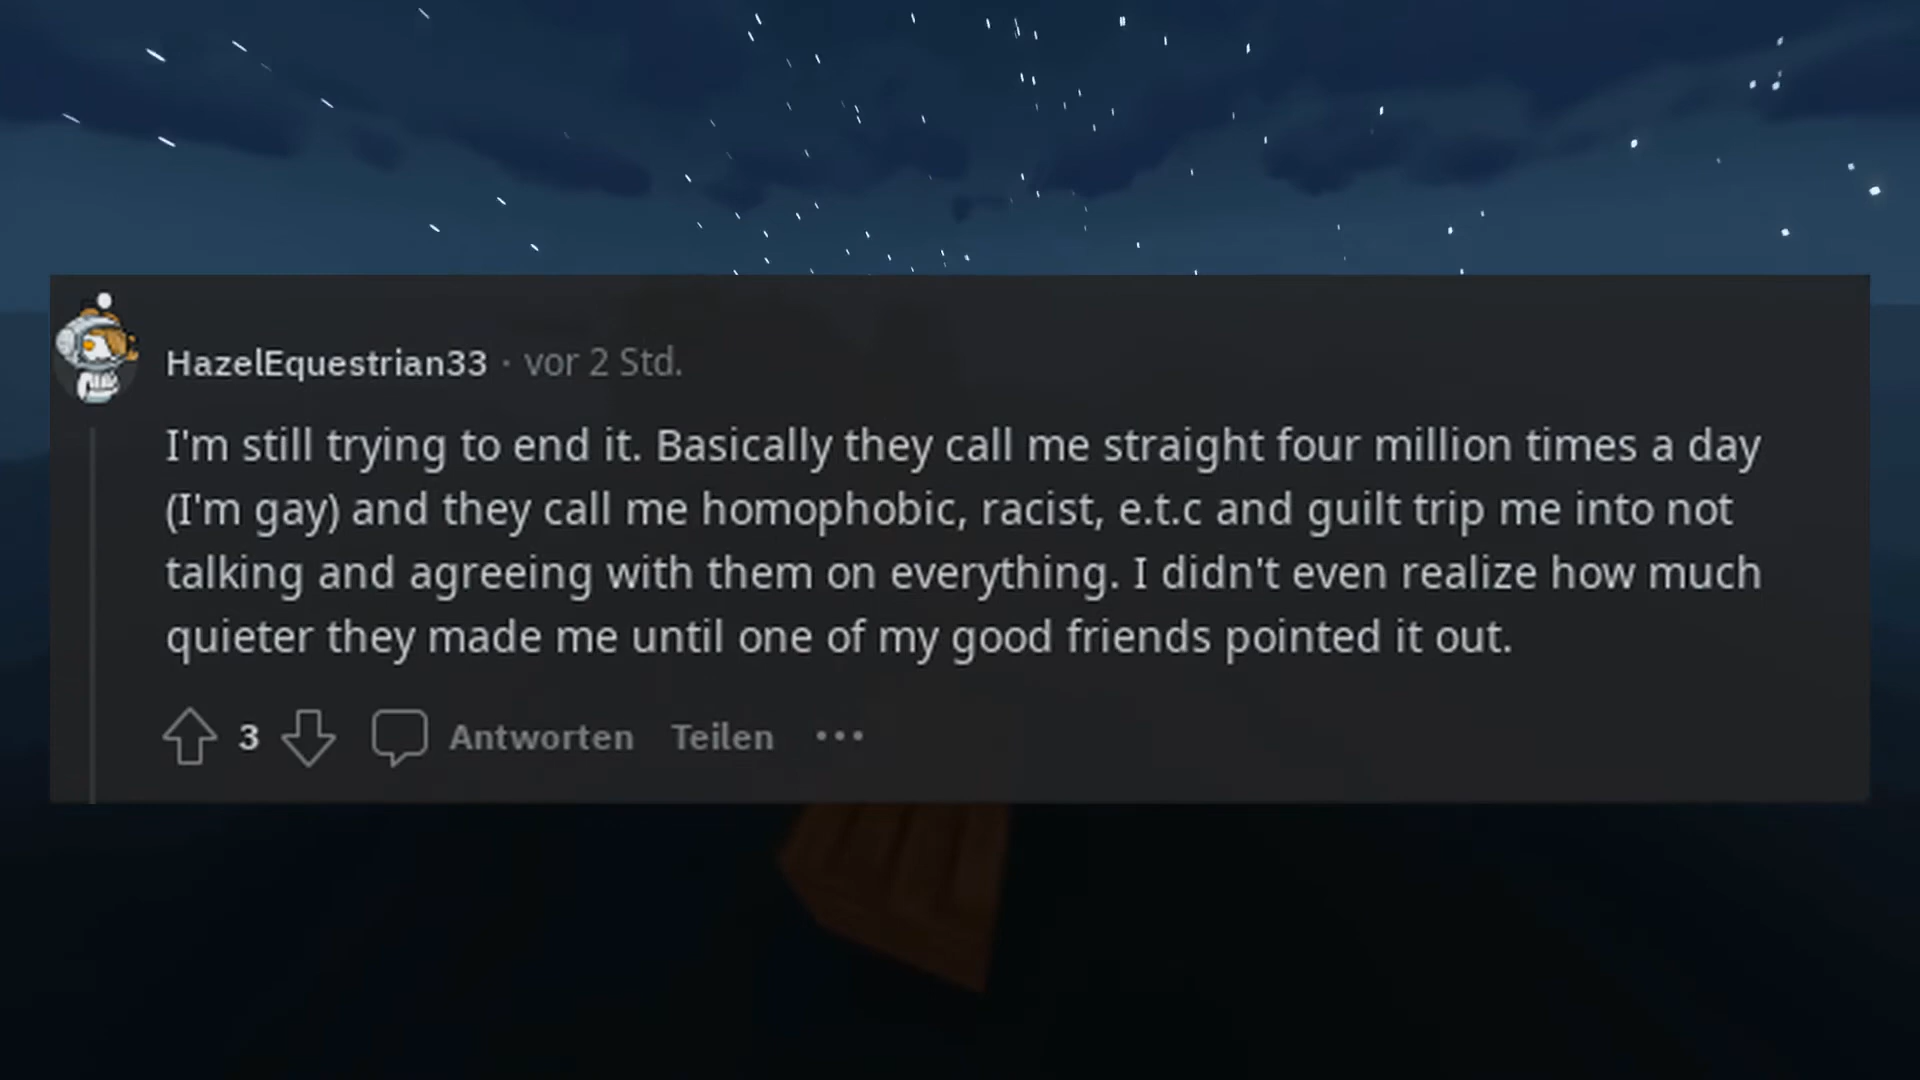 HazelEquestrian33 · vor 2 Std.
I'm still trying to end it. Basically they call me straight four million times a day
(I'm gay) and they call me homophobic, racist, e.t.c and guilt trip me into not
talking and agreeing with them on everything. I didn't even realize how much
quieter they made me until one of my good friends pointed it out.
3 Antworten Teilen •••